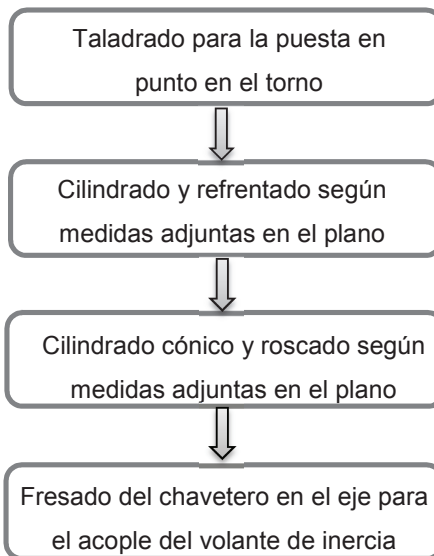 Taladrado para la puesta en
punto en el torno
Cilindrado y refrentado según
medidas adjuntas en el plano
Cilindrado cónico y roscado según
medidas adjuntas en el plano
Fresado del chavetero en el eje para
el acople del volante de inercia